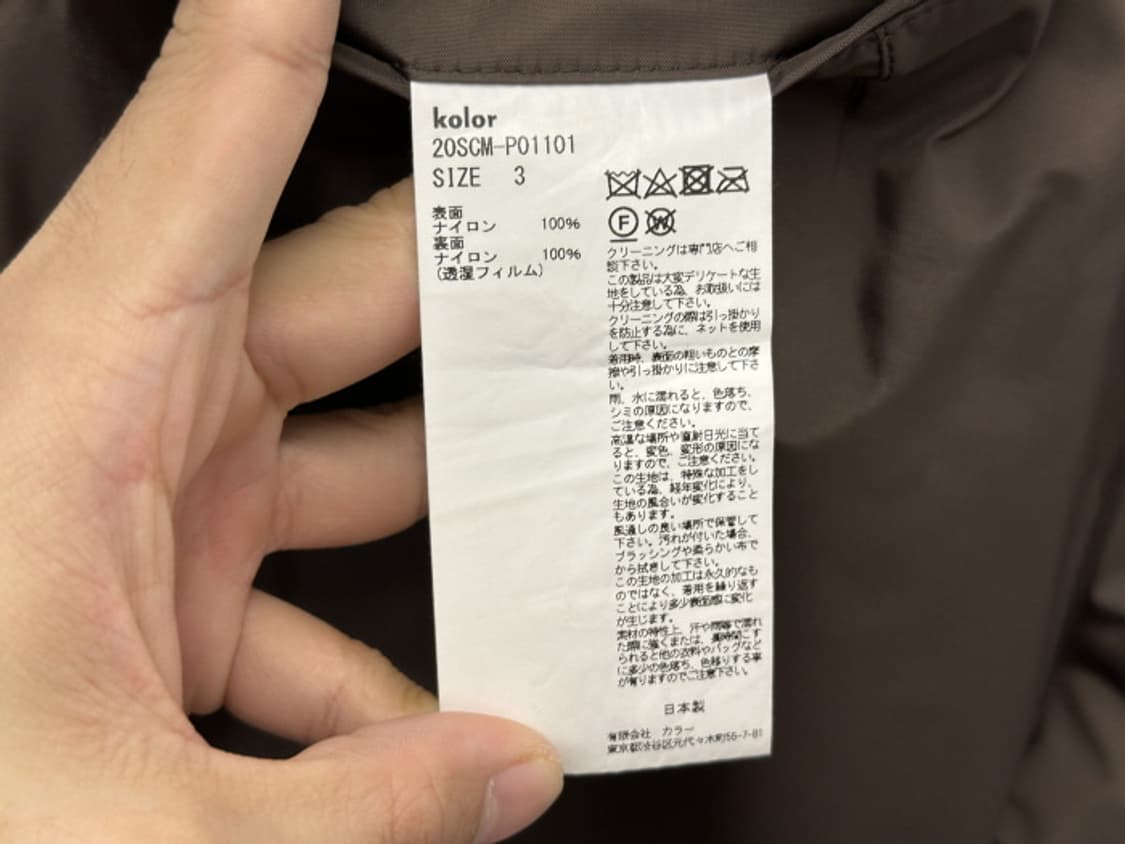 kolor
20SCM-P01101
SIZE 3
表面
ナイロン 100%
裏面
ナイロン 100%
(透湿フィルム)
F
W
クリーニングは専門店へご相
談下さい。
この製品は大変デリケートな生
地をしている為、お取扱いには
十分注意して下さい。
クリーニングの際は引っ掛かり
を防止する為に、ネットを使用
して下さい。
着用時、表面の粗いものとの摩
擦や引っ掛かりに注意して下さ
い。
雨、水に濡れると、色落ち、
シミの原因になりますので、
ご注意ください。
高温な場所や直射日光に当て
ると、変色、変形の原因にな
りますので、ご注意ください。
この生地は、特殊な加工をし
ている為、経年変化により、
生地の風合いが変化すること
もあります。
風通しの良い場所で保管して
下さい。汚れが付いた場合、
ブラッシングや柔らかい布で
から拭きして下さい。
この生地の加工は永久的なも
のではなく、着用を繰り返す
ことにより多少表面感に変化
が生じます。
素材の特性上、汗や雨等で濡れ
た際に強くまたは、長時間こす
られると他の衣料やバッグなど
に多少の色落ち、色移りする事
が有りますのでご注意下さい。
日本製
有限会社 カラー
東京都渋谷区元代々木町55-7-B1